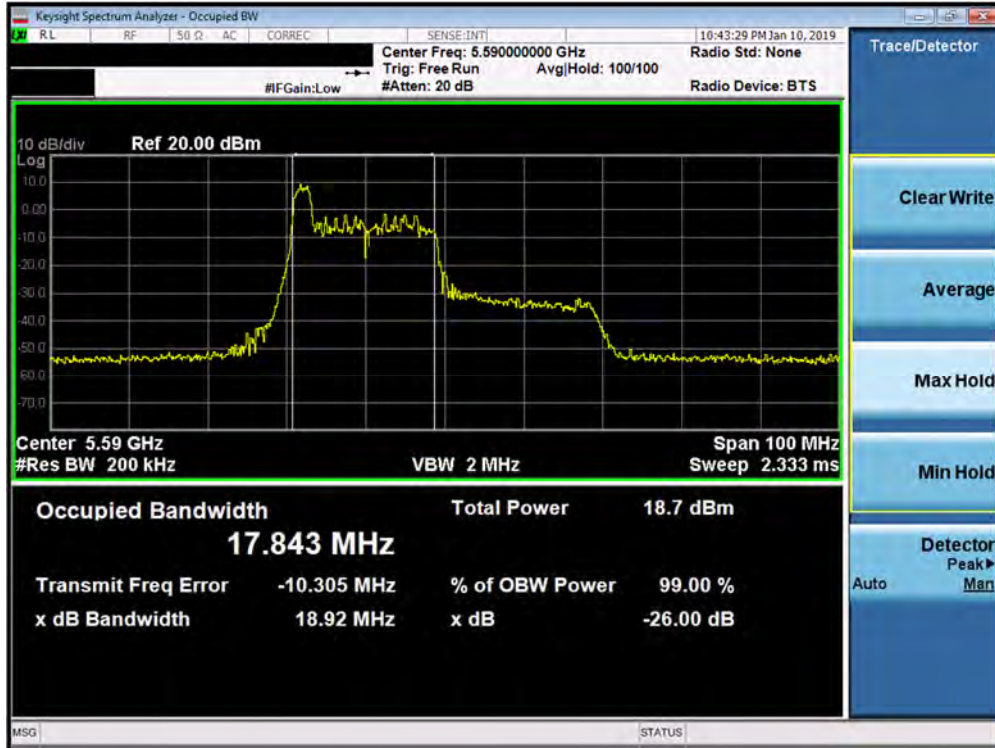 Keysight Spectrum Analyzer - Occupied BW
LXI RL RF 50 Ω AC CORREC SENSE:INT 10:43:29 PM Jan 10, 2019
Center Freq: 5.590000000 GHz Radio Std: None
Trig: Free Run Avg|Hold: 100/100
#IFGain:Low #Atten: 20 dB Radio Device: BTS
10 dB/div Ref 20.00 dBm
Log
10.0
0.00
-10.0
-20.0
-30.0
-40.0
-50.0
-60.0
-70.0
Center 5.59 GHz Span 100 MHz
#Res BW 200 kHz VBW 2 MHz Sweep 2.333 ms
Occupied Bandwidth Total Power 18.7 dBm
17.843 MHz
Transmit Freq Error -10.305 MHz % of OBW Power 99.00 %
x dB Bandwidth 18.92 MHz x dB -26.00 dB
MSG STATUS
Trace/Detector
Clear Write
Average
Max Hold
Min Hold
Detector
Peak▶
Auto Man